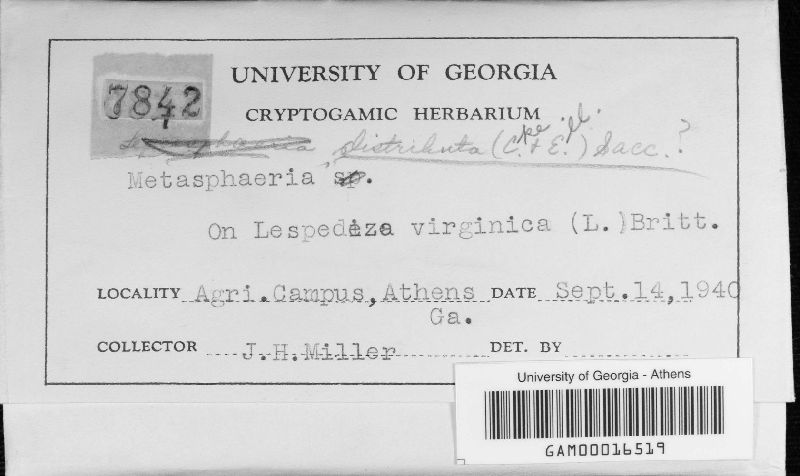 7842
UNIVERSITY OF GEORGIA
CRYPTOGAMIC HERBARIUM
distributa (Cke & Ell.) Sacc. ?
Metasphaeria sp.
On Lespedeza virginica (L.)Britt.
LOCALITY Agri.Campus,Athens DATE Sept.14,1940
Ga.
COLLECTOR J.H.Miller DET. BY
University of Georgia - Athens
GAM00016519